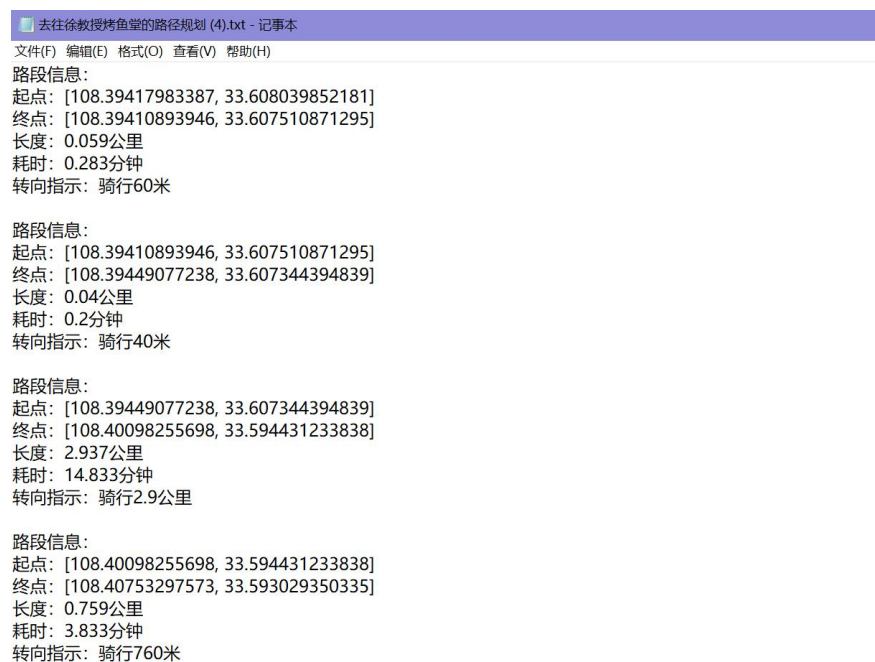 去往徐教授烤鱼堂的路径规划 (4).txt - 记事本
文件(F) 编辑(E) 格式(O) 查看(V) 帮助(H)
路段信息:
起点: [108.39417983387, 33.608039852181]
终点: [108.39410893946, 33.607510871295]
长度: 0.059公里
耗时: 0.283分钟
转向指示: 骑行60米
路段信息:
起点: [108.39410893946, 33.607510871295]
终点: [108.39449077238, 33.607344394839]
长度: 0.04公里
耗时: 0.2分钟
转向指示: 骑行40米
路段信息:
起点: [108.39449077238, 33.607344394839]
终点: [108.40098255698, 33.594431233838]
长度: 2.937公里
耗时: 14.833分钟
转向指示: 骑行2.9公里
路段信息:
起点: [108.40098255698, 33.594431233838]
终点: [108.40753297573, 33.593029350335]
长度: 0.759公里
耗时: 3.833分钟
转向指示: 骑行760米